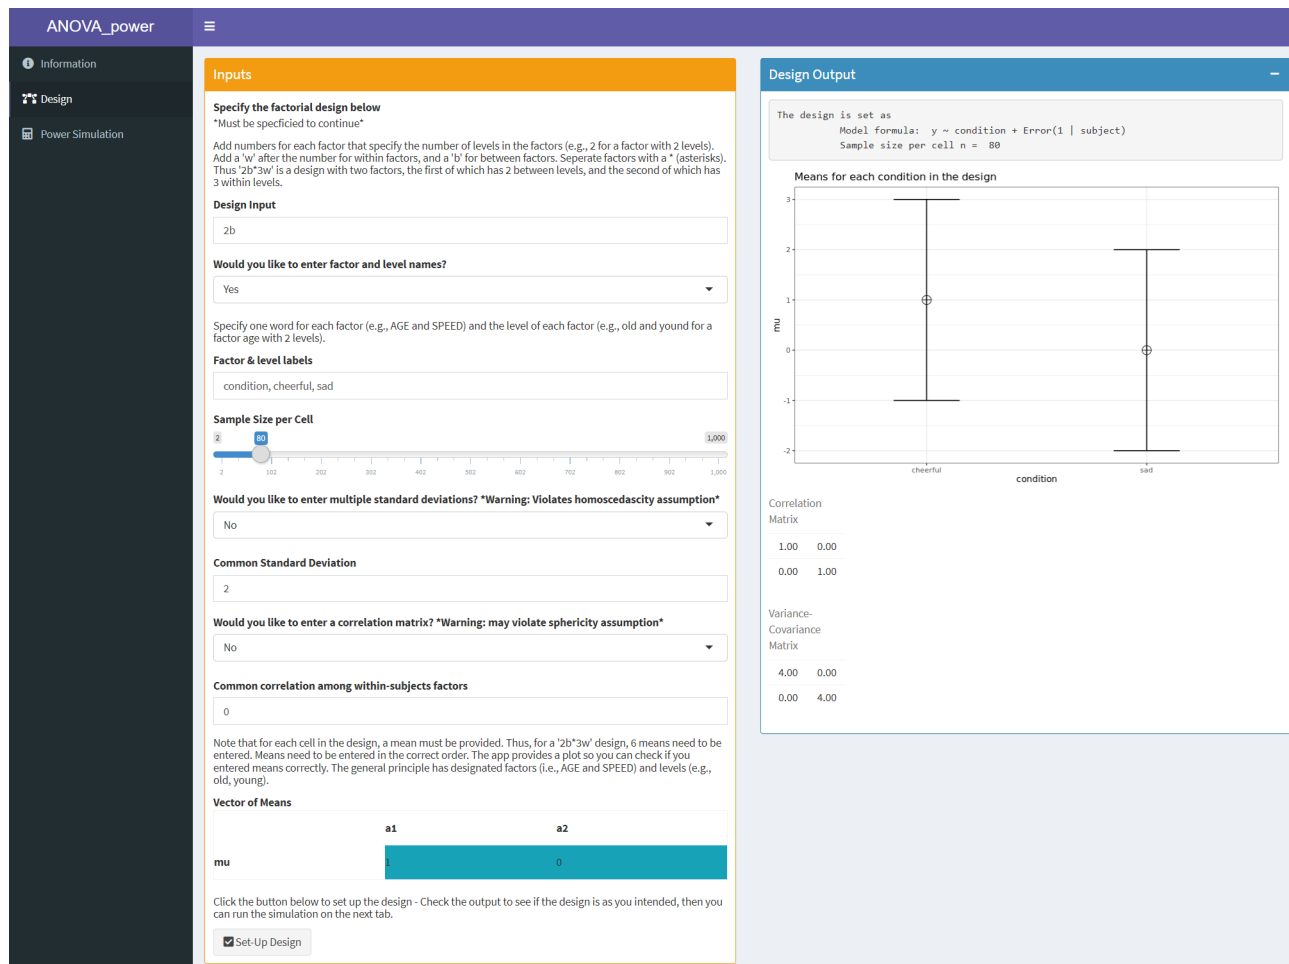 ANOVA_power
Information
Design
Power Simulation
Inputs
Specify the factorial design below
*Must be specficied to continue*
Add numbers for each factor that specify the number of levels in the factors (e.g., 2 for a factor with 2 levels).
Add a 'w' after the number for within factors, and a 'b' for between factors. Seperate factors with a * (asterisks).
Thus '2b*3w' is a design with two factors, the first of which has 2 between levels, and the second of which has
3 within levels.
Design Input
2b
Would you like to enter factor and level names?
Yes
Specify one word for each factor (e.g., AGE and SPEED) and the level of each factor (e.g., old and yound for a
factor age with 2 levels).
Factor & level labels
condition, cheerful, sad
Sample Size per Cell
2 80 1,000
2 102 202 302 402 502 602 702 802 902 1,000
Would you like to enter multiple standard deviations? *Warning: Violates homoscedascity assumption*
No
Common Standard Deviation
2
Would you like to enter a correlation matrix? *Warning: may violate sphericity assumption*
No
Common correlation among within-subjects factors
0
Note that for each cell in the design, a mean must be provided. Thus, for a '2b*3w' design, 6 means need to be
entered. Means need to be entered in the correct order. The app provides a plot so you can check if you
entered means correctly. The general principle has designated factors (i.e., AGE and SPEED) and levels (e.g.,
old, young).
Vector of Means
a1 a2
mu 1 0
Click the button below to set up the design - Check the output to see if the design is as you intended, then you
can run the simulation on the next tab.
Set-Up Design
Design Output
The design is set as
Model formula: y ~ condition + Error(1 | subject)
Sample size per cell n = 80
Means for each condition in the design
3
2
1
0
-1
-2
mu
cheerful sad
condition
Correlation
Matrix
1.00 0.00
0.00 1.00
Variance-
Covariance
Matrix
4.00 0.00
0.00 4.00